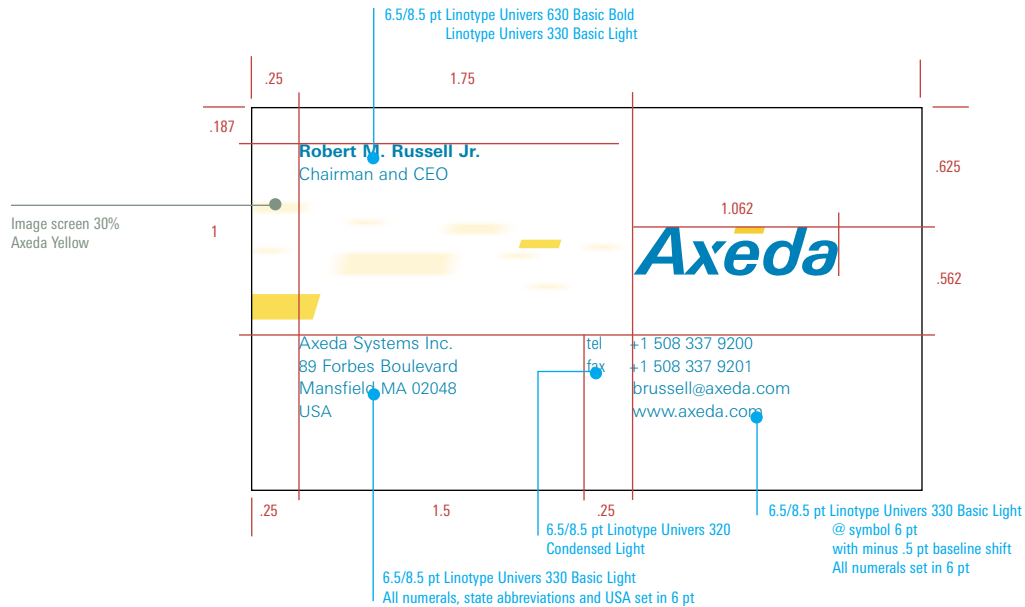 6.5/8.5 pt Linotype Univers 630 Basic Bold
Linotype Univers 330 Basic Light
.25
1.75
.187
Robert M. Russell Jr.
Chairman and CEO
.625
Image screen 30%
Axeda Yellow
1
1.062
Axeda
.562
Axeda Systems Inc.
89 Forbes Boulevard
Mansfield, MA 02048
USA
tel +1 508 337 9200
fax +1 508 337 9201
brussell@axeda.com
www.axeda.com
.25
1.5
.25
6.5/8.5 pt Linotype Univers 320
Condensed Light
6.5/8.5 pt Linotype Univers 330 Basic Light
@ symbol 6 pt
with minus .5 pt baseline shift
All numerals set in 6 pt
6.5/8.5 pt Linotype Univers 330 Basic Light
All numerals, state abbreviations and USA set in 6 pt